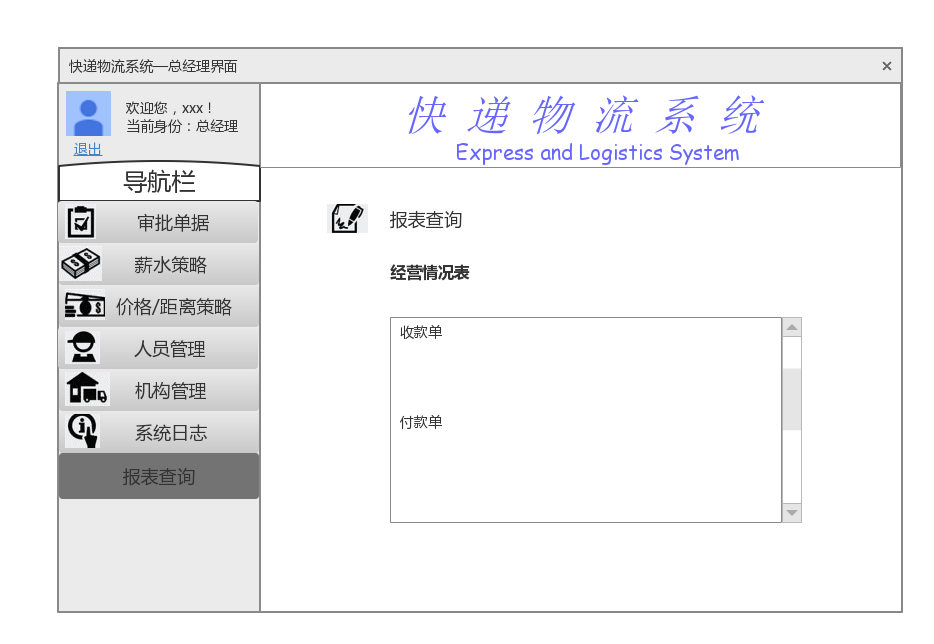 快递物流系统—总经理界面
欢迎您，xxx！
当前身份：总经理
退出
快递物流系统
Express and Logistics System
导航栏
审批单据
薪水策略
价格/距离策略
人员管理
机构管理
系统日志
报表查询
报表查询
经营情况表
收款单
付款单